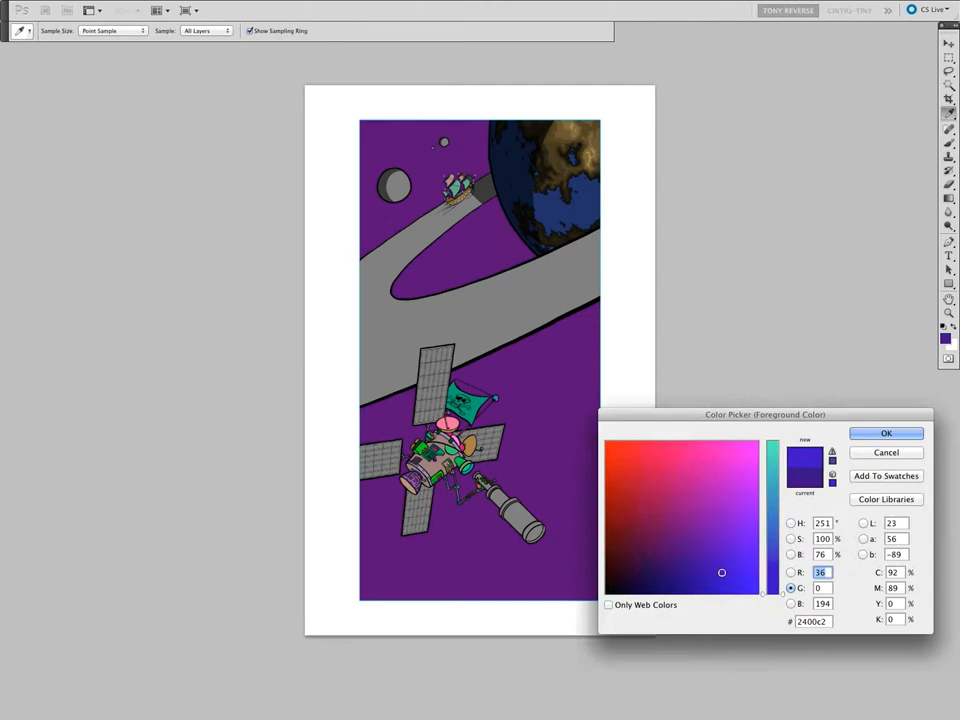 Ps TONY REVERSE CINTIQ-TINY >> CS Live
Sample Size: Point Sample Sample: All Layers Show Sampling Ring
Color Picker (Foreground Color)
new
current
OK
Cancel
Add To Swatches
Color Libraries
H: 251 ° L: 23
S: 100 % a: 56
B: 76 % b: -89
R: 36 C: 92 %
G: 0 M: 89 %
B: 194 Y: 0 %
# 2400c2 K: 0 %
Only Web Colors
T